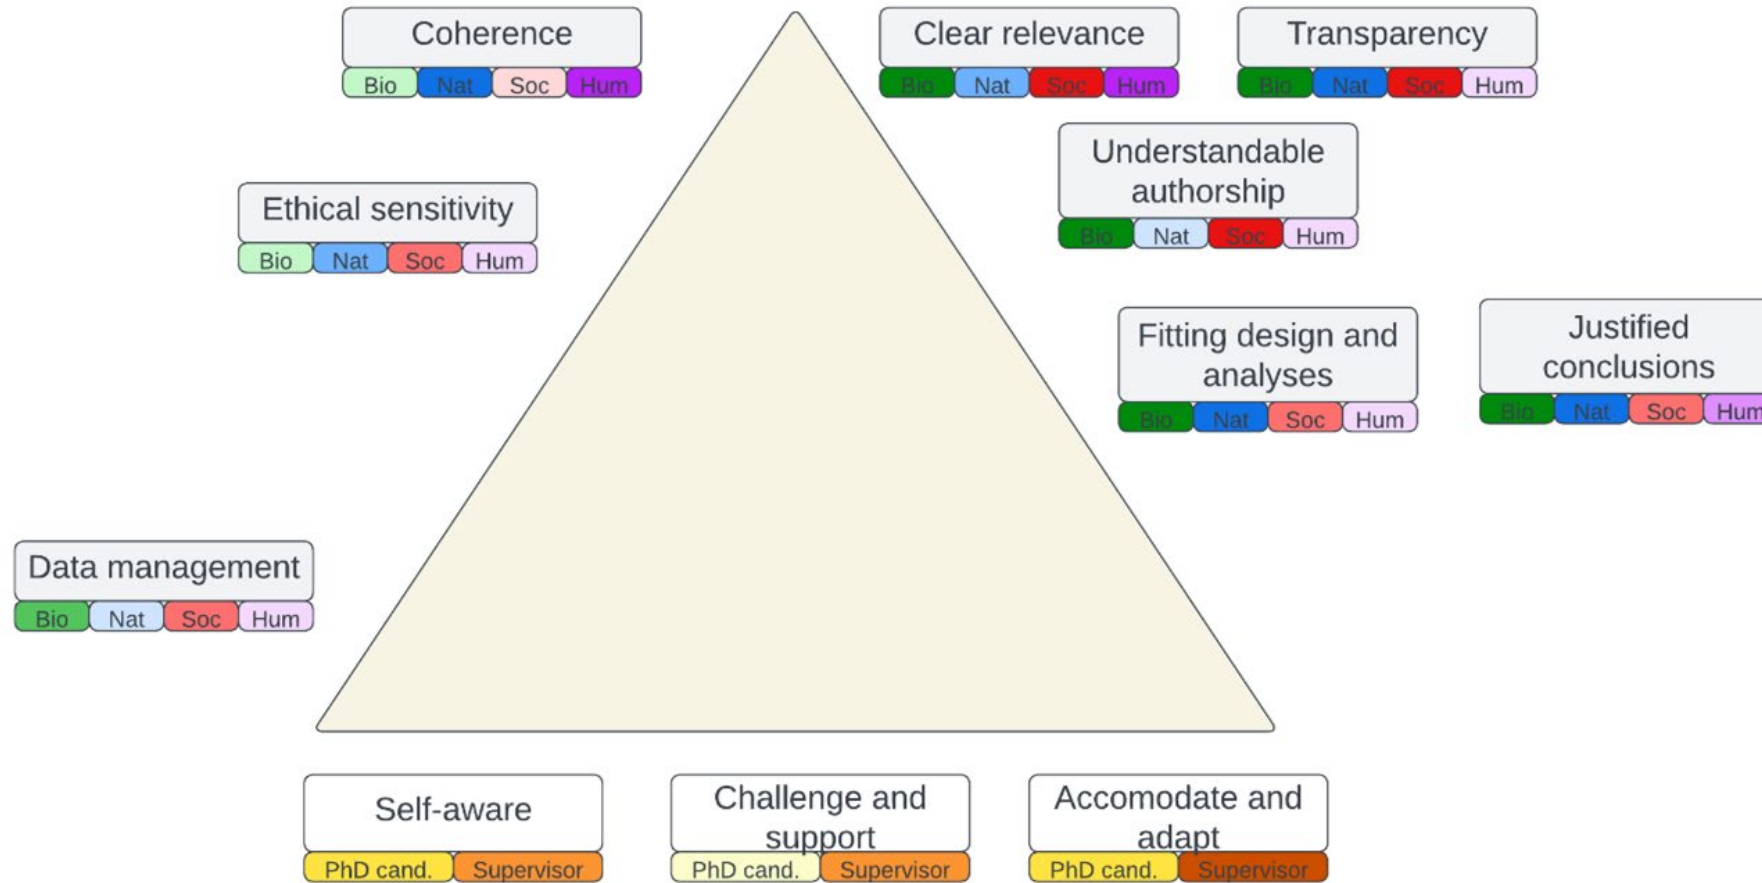 Coherence
Bio Nat Soc Hum
Clear relevance
Bio Nat Soc Hum
Transparency
Bio Nat Soc Hum
Understandable
authorship
Bio Nat Soc Hum
Ethical sensitivity
Bio Nat Soc Hum
Fitting design and
analyses
Bio Nat Soc Hum
Justified
conclusions
Bio Nat Soc Hum
Data management
Bio Nat Soc Hum
Self-aware
PhD cand. Supervisor
Challenge and
support
PhD cand. Supervisor
Accomodate and
adapt
PhD cand. Supervisor